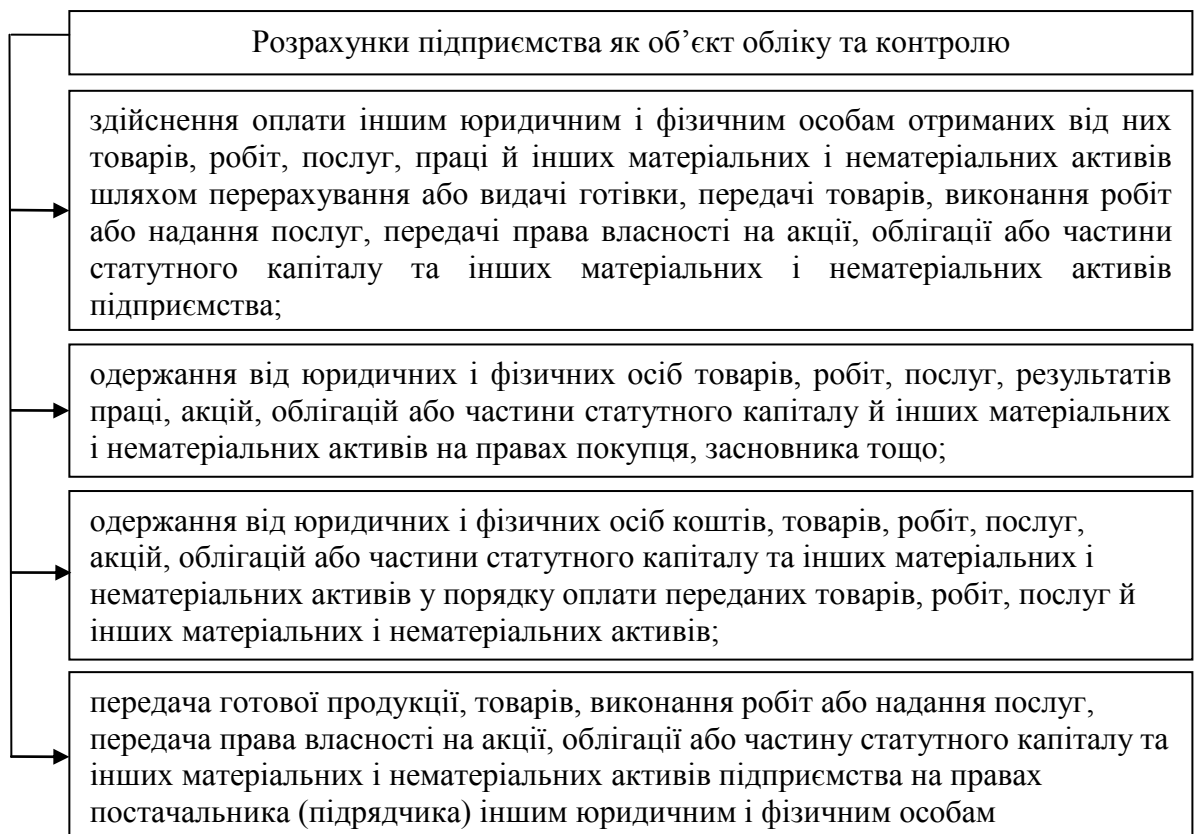 Розрахунки підприємства як об’єкт обліку та контролю
здійснення оплати іншим юридичним і фізичним особам отриманих від них
товарів, робіт, послуг, праці й інших матеріальних і нематеріальних активів
шляхом перерахування або видачі готівки, передачі товарів, виконання робіт
або надання послуг, передачі права власності на акції, облігації або частини
статутного капіталу та інших матеріальних і нематеріальних активів
підприємства;
одержання від юридичних і фізичних осіб товарів, робіт, послуг, результатів
праці, акцій, облігацій або частини статутного капіталу й інших матеріальних
і нематеріальних активів на правах покупця, засновника тощо;
одержання від юридичних і фізичних осіб коштів, товарів, робіт, послуг,
акцій, облігацій або частини статутного капіталу та інших матеріальних і
нематеріальних активів у порядку оплати переданих товарів, робіт, послуг й
інших матеріальних і нематеріальних активів;
передача готової продукції, товарів, виконання робіт або надання послуг,
передача права власності на акції, облігації або частину статутного капіталу та
інших матеріальних і нематеріальних активів підприємства на правах
постачальника (підрядчика) іншим юридичним і фізичним особам